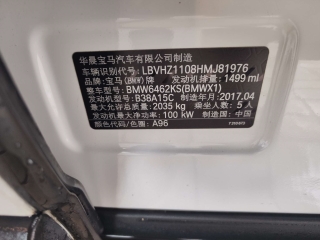 华晨宝马汽车有限公司制造
车辆识别代号: LBVHZ1108HMJ81976
品牌: 宝马(BMW)牌 发动机排量: 1499 ml
整车型号: BMW6462KS(BMWX1)
发动机型号: B38A15C 制造年月: 2017.04
最大允许总质量: 2035 kg 乘坐人数: 5 人
发动机最大净功率: 100 kW 制造国: 中国
颜色代码/色圈: A96